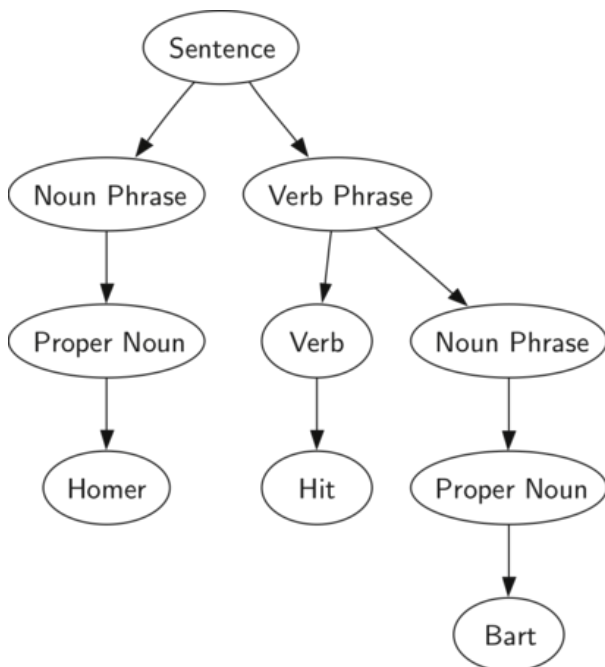 Sentence
Noun Phrase
Verb Phrase
Proper Noun
Verb
Noun Phrase
Homer
Hit
Proper Noun
Bart